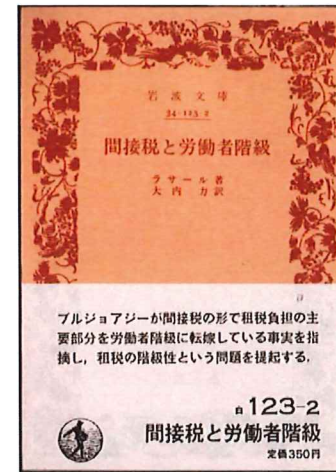 岩波文庫
34-123-2
間接税と労働者階級
ラサール著
大内力訳
ブルジョアジーが間接税の形で租税負担の主
要部分を労働者階級に転嫁している事実を指
摘し，租税の階級性という問題を提起する．
白123-2
間接税と労働者階級
定価350円